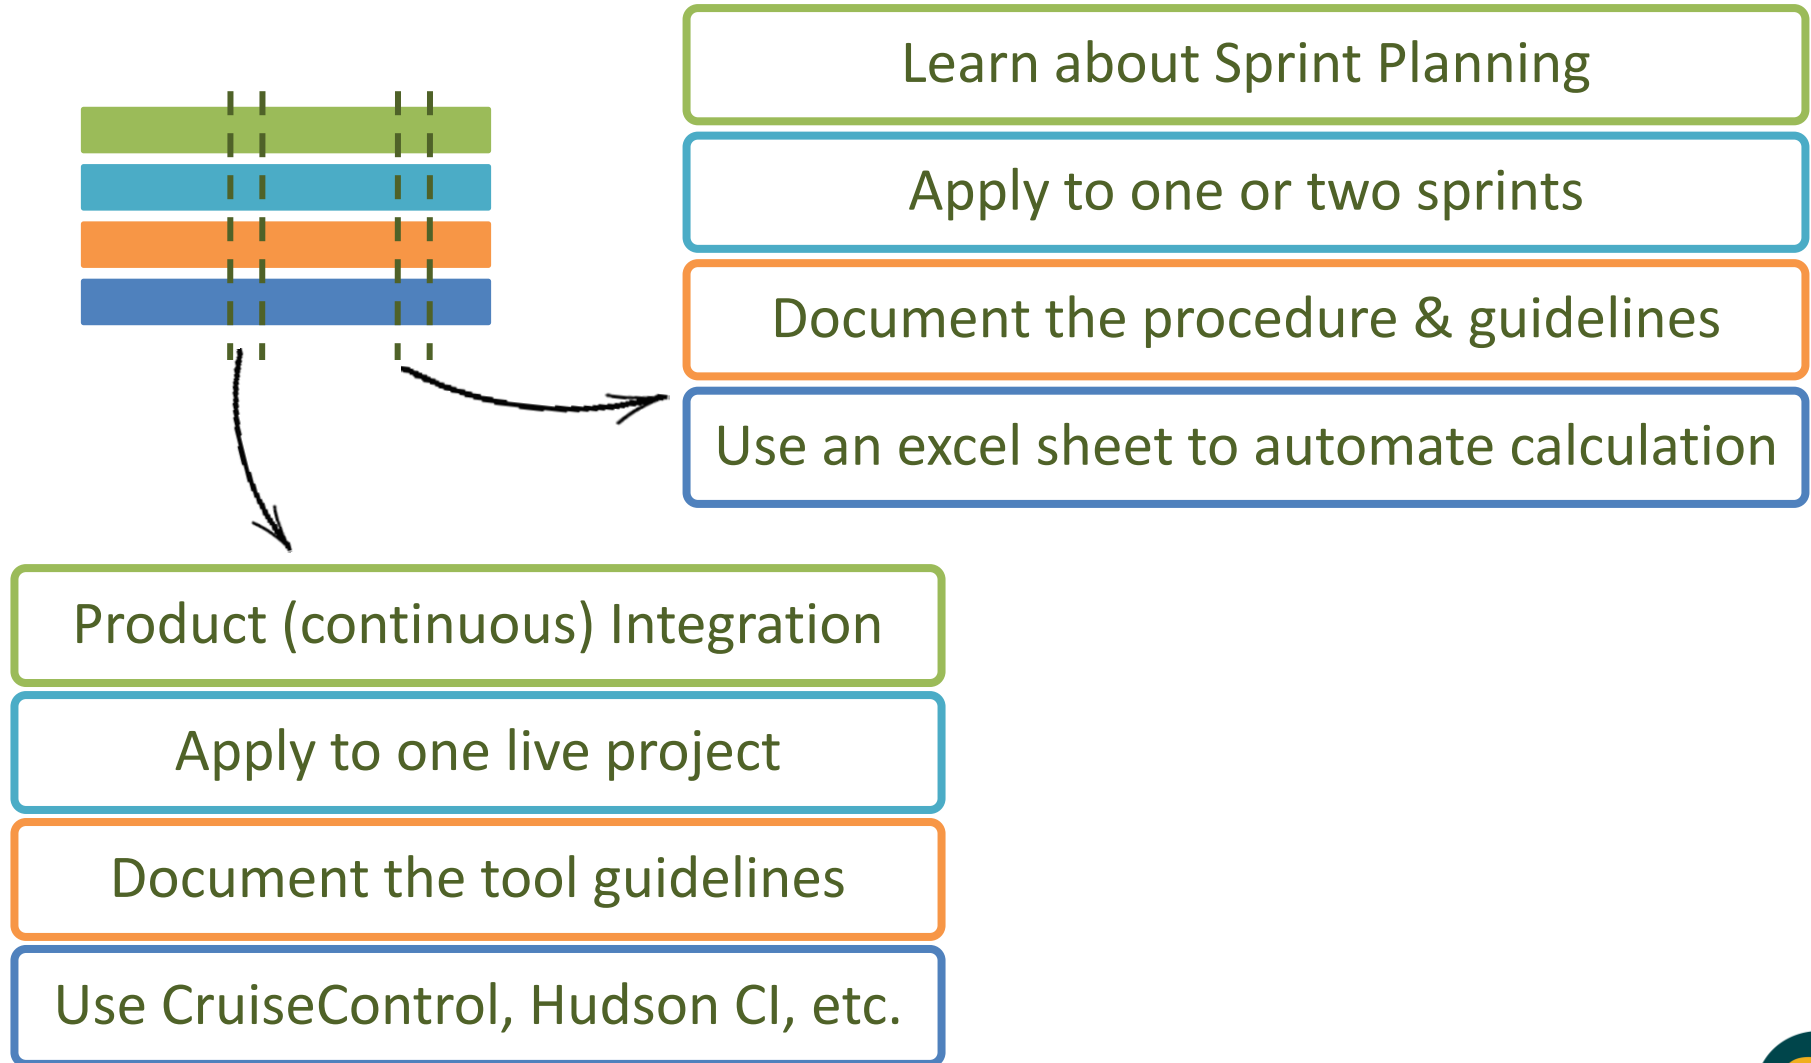 Learn about Sprint Planning
Apply to one or two sprints
Document the procedure & guidelines
Use an excel sheet to automate calculation
Product (continuous) Integration
Apply to one live project
Document the tool guidelines
Use CruiseControl, Hudson CI, etc.